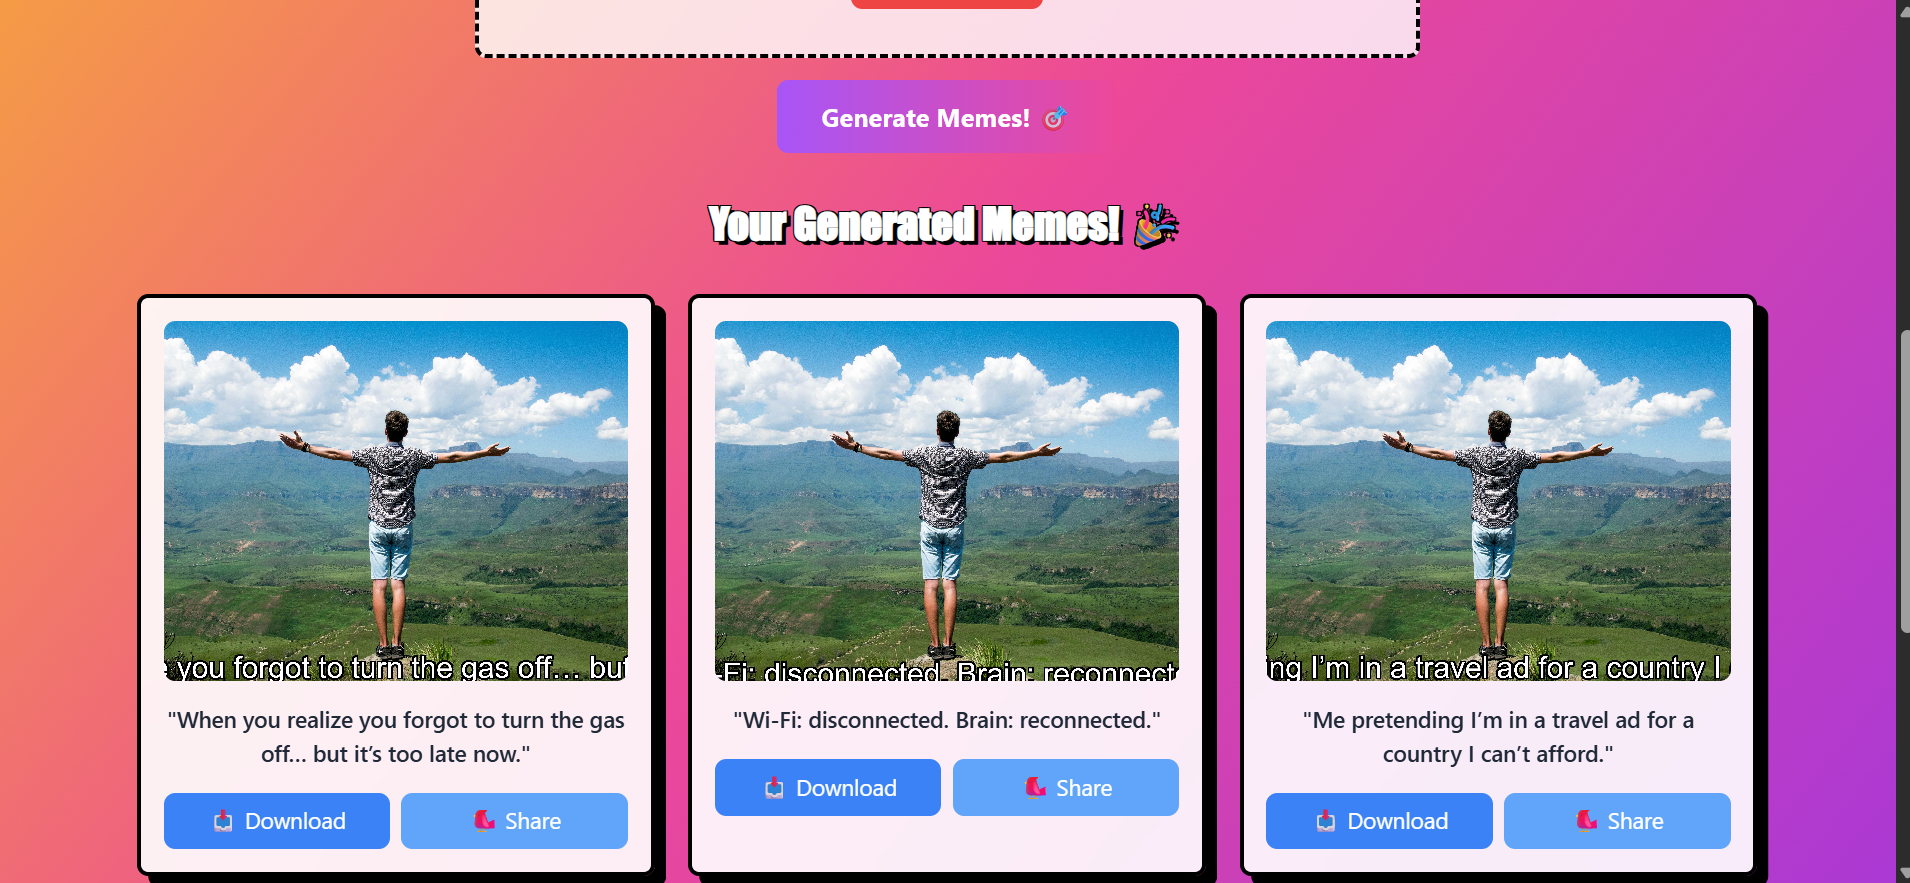 Generate Memes! 🎯
Your Generated Memes! 🎉
you forgot to turn the gas off... but
"When you realize you forgot to turn the gas
off... but it’s too late now."
Download
Share
-Fi: disconnected. Brain: reconnect
"Wi-Fi: disconnected. Brain: reconnected."
Download
Share
ng I’m in a travel ad for a country I
"Me pretending I’m in a travel ad for a
country I can’t afford."
Download
Share